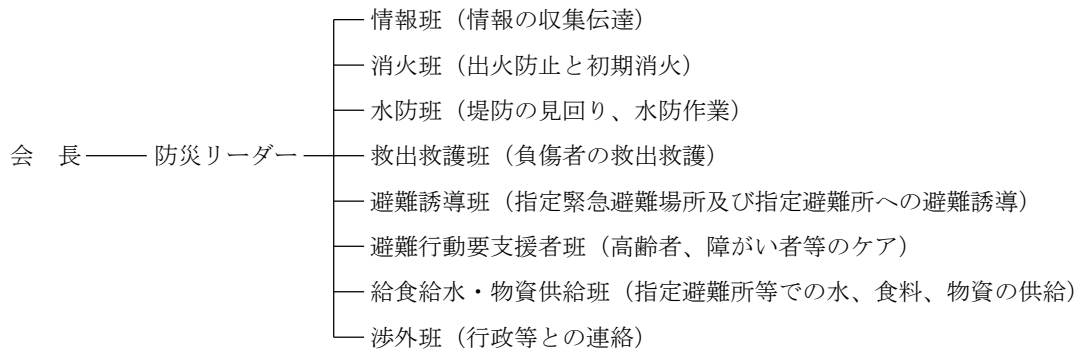 情報班（情報の収集伝達）
消火班（出火防止と初期消火）
水防班（堤防の見回り、水防作業）
会　長 防災リーダー 救出救護班（負傷者の救出救護）
避難誘導班（指定緊急避難場所及び指定避難所への避難誘導）
避難行動要支援者班（高齢者、障がい者等のケア）
給食給水・物資供給班（指定避難所等での水、食料、物資の供給）
渉外班（行政等との連絡）